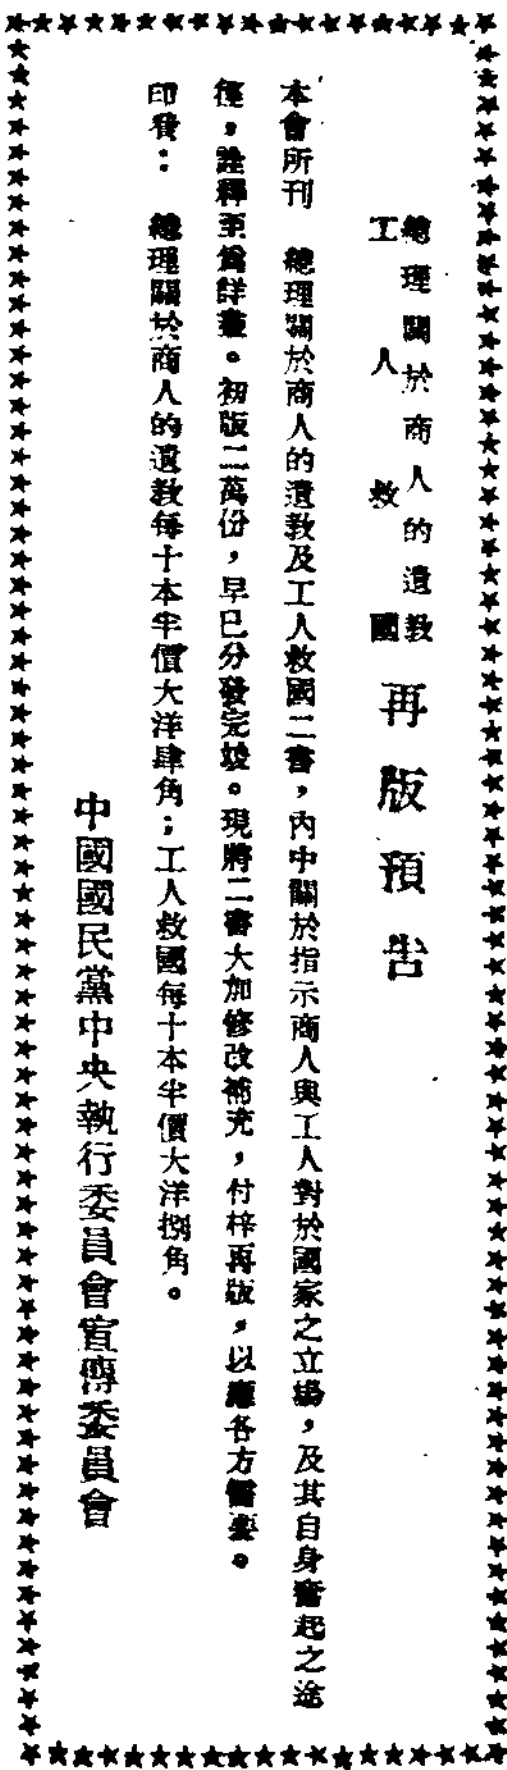 總理關於商人的遺教
工人救國
再版預告
本會所刊　總理關於商人的遺教及工人救國二書，內中關於指示商人與工人對於國家之立場，及其自身奮起之途
徑，詮釋至爲詳盡。初版二萬份，早已分發完竣。現將二書大加修改補充，付梓再版，以應各方需要。
印費：　總理關於商人的遺教每十本半價大洋肆角；工人救國每十本半價大洋捌角。
中國國民黨中央執行委員會宣傳委員會